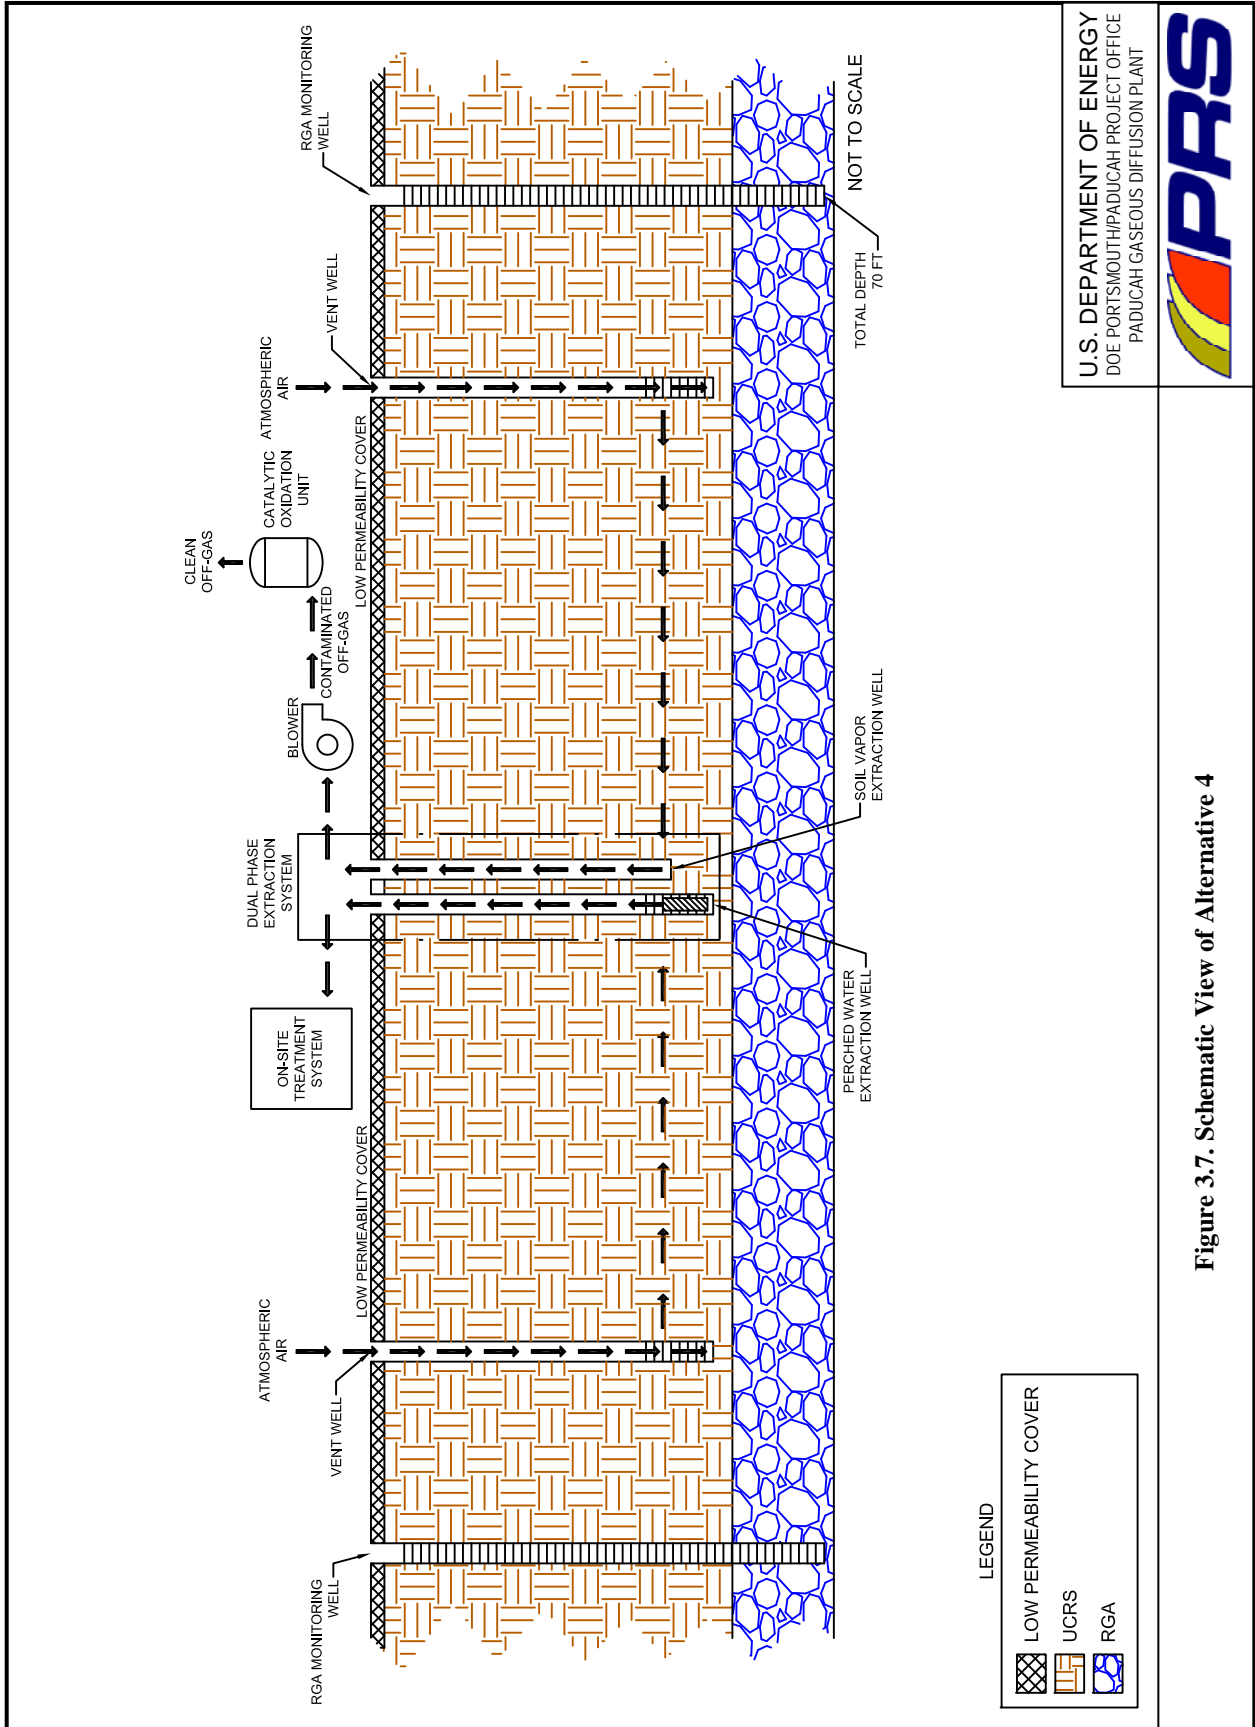 RGA MONITORING
WELL
VENT WELL
ATMOSPHERIC
AIR
LOW PERMEABILITY COVER
ON-SITE
TREATMENT
SYSTEM
DUAL PHASE
EXTRACTION
SYSTEM
BLOWER
CONTAMINATED
OFF-GAS
CLEAN
OFF-GAS
CATALYTIC
OXIDATION
UNIT
LOW PERMEABILITY COVER
ATMOSPHERIC
AIR
VENT WELL
RGA MONITORING
WELL
PERCHED WATER
EXTRACTION WELL
SOIL VAPOR
EXTRACTION WELL
TOTAL DEPTH
70 FT
NOT TO SCALE
LEGEND
LOW PERMEABILITY COVER
UCRS
RGA
U.S. DEPARTMENT OF ENERGY
DOE PORTSMOUTH/PADUCAH PROJECT OFFICE
PADUCAH GASEOUS DIFFUSION PLANT
PRS
Figure 3.7. Schematic View of Alternative 4